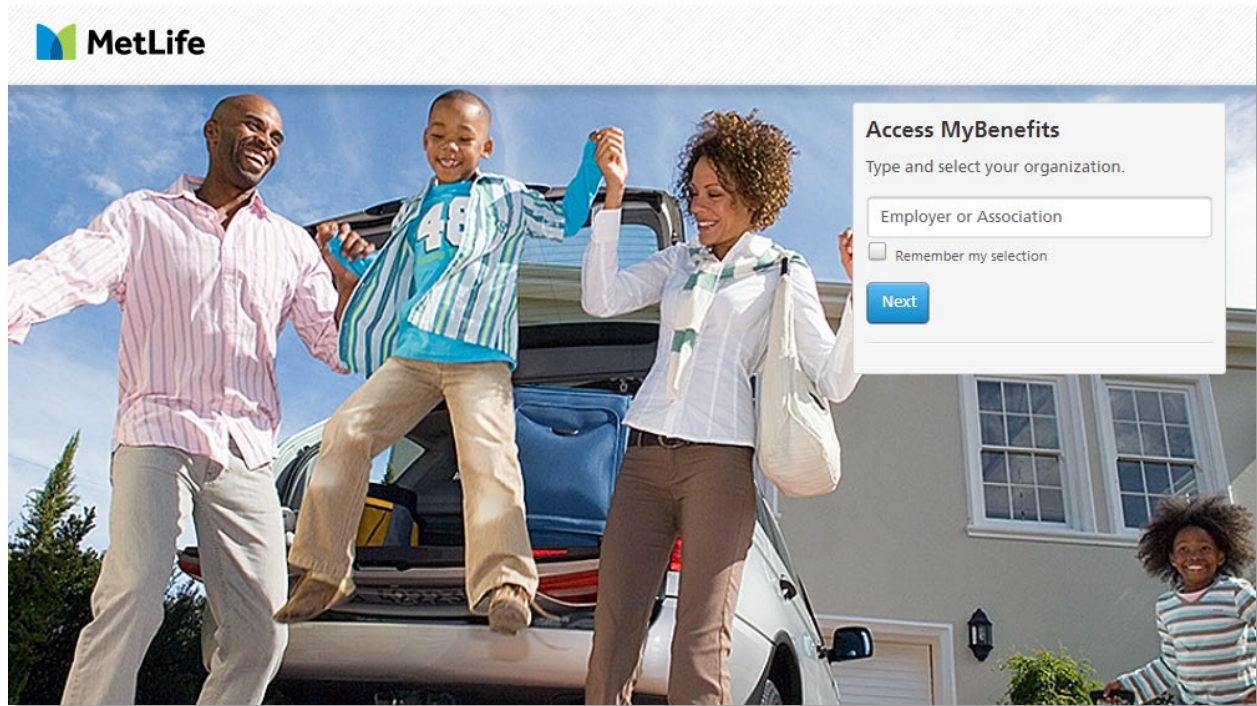 MetLife
Access MyBenefits
Type and select your organization.
Employer or Association
Remember my selection
Next
48